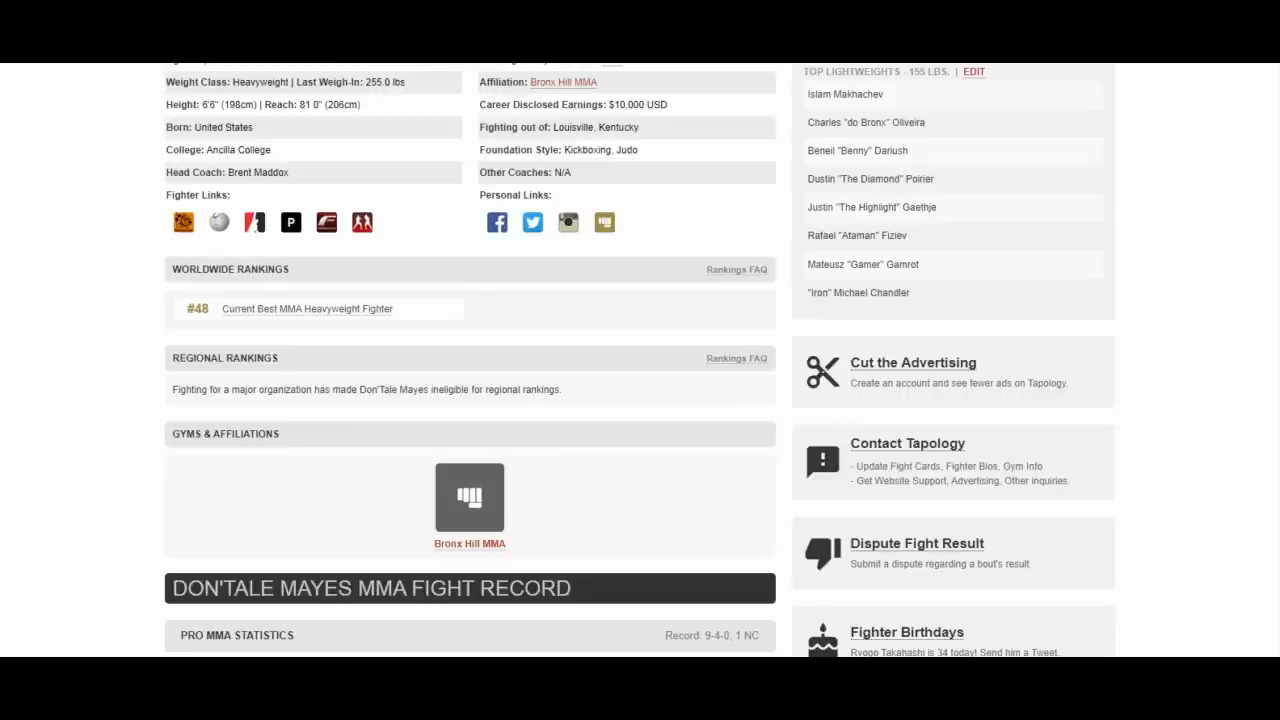 Weight Class: Heavyweight | Last Weigh-In: 255.0 lbs
Height: 6'6" (198cm) | Reach: 81.0" (206cm)
Born: United States
College: Ancilla College
Head Coach: Brent Maddox
Fighter Links:
Affiliation: Bronx Hill MMA
Career Disclosed Earnings: $10,000 USD
Fighting out of: Louisville, Kentucky
Foundation Style: Kickboxing, Judo
Other Coaches: N/A
Personal Links:
P
WORLDWIDE RANKINGS
Rankings FAQ
#48 Current Best MMA Heavyweight Fighter
REGIONAL RANKINGS
Rankings FAQ
Fighting for a major organization has made Don'Tale Mayes ineligible for regional rankings.
GYMS & AFFILIATIONS
Bronx Hill MMA
DON'TALE MAYES MMA FIGHT RECORD
PRO MMA STATISTICS
Record: 9-4-0, 1 NC
TOP LIGHTWEIGHTS - 155 LBS. | EDIT
Islam Makhachev
Charles "do Bronx" Oliveira
Beneil "Benny" Dariush
Dustin "The Diamond" Poirier
Justin "The Highlight" Gaethje
Rafael "Ataman" Fiziev
Mateusz "Gamer" Gamrot
"Iron" Michael Chandler
Cut the Advertising
Create an account and see fewer ads on Tapology.
Contact Tapology
- Update Fight Cards, Fighter Bios, Gym Info.
- Get Website Support, Advertising, Other inquiries.
Dispute Fight Result
Submit a dispute regarding a bout's result.
Fighter Birthdays
Ryogo Takahashi is 34 today! Send him a Tweet.